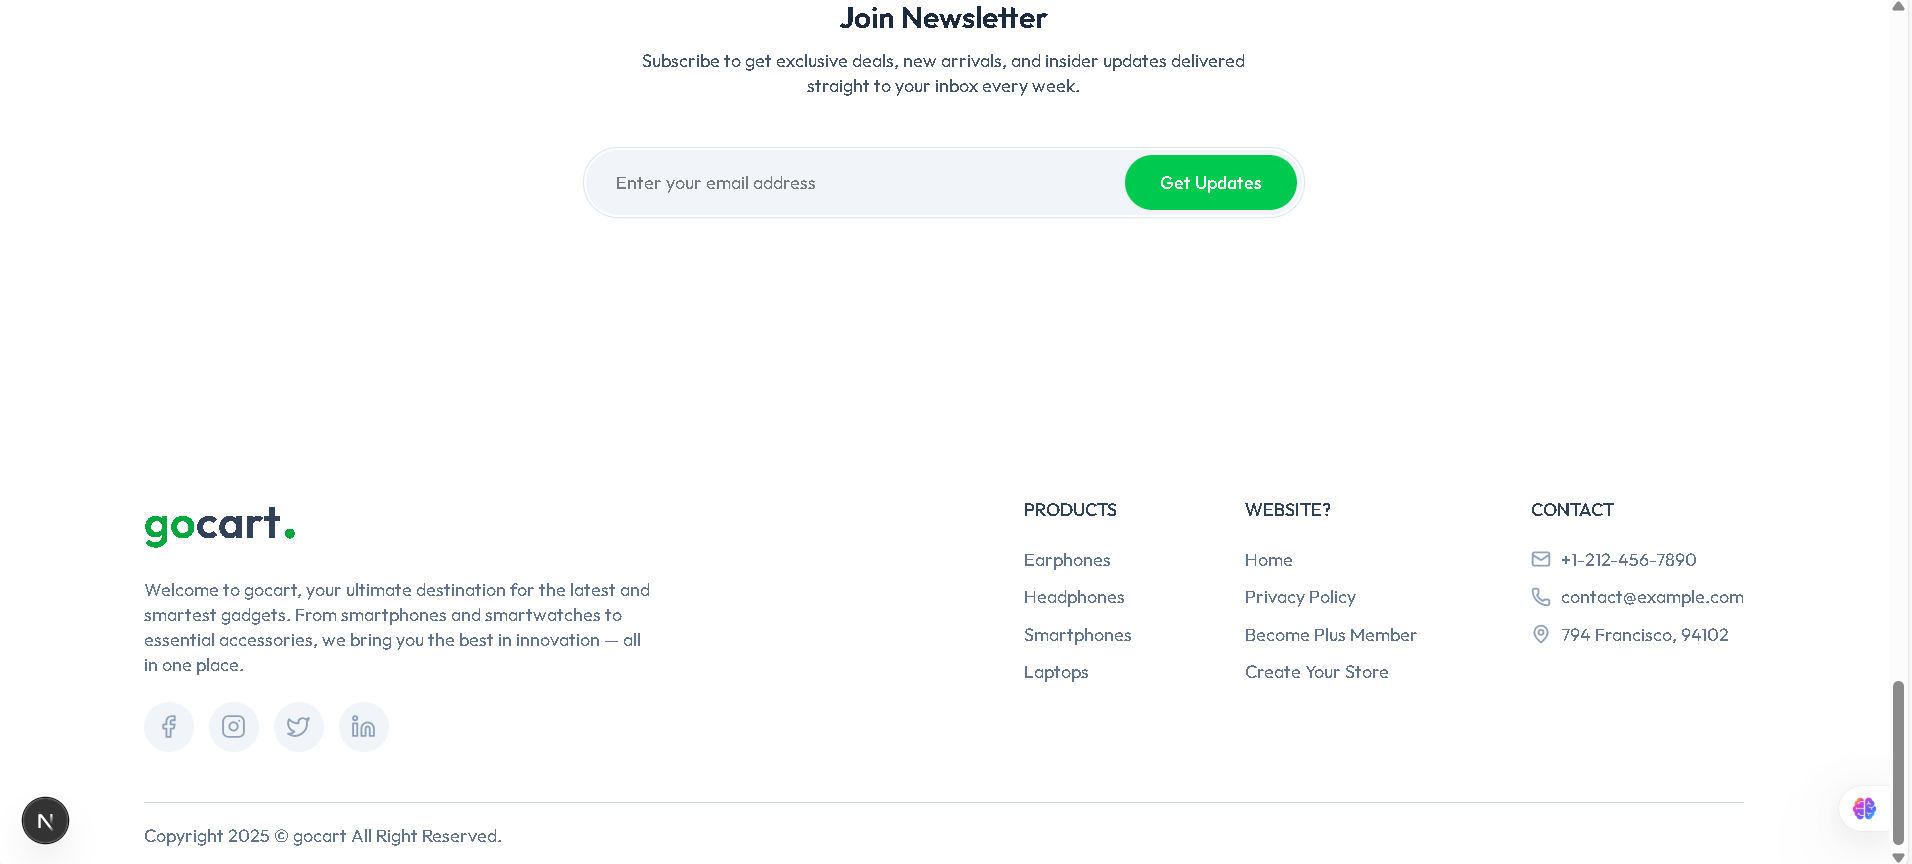 Join Newsletter
Subscribe to get exclusive deals, new arrivals, and insider updates delivered
straight to your inbox every week.
Enter your email address
Get Updates
gocart.
Welcome to gocart, your ultimate destination for the latest and
smartest gadgets. From smartphones and smartwatches to
essential accessories, we bring you the best in innovation — all
in one place.
PRODUCTS
Earphones
Headphones
Smartphones
Laptops
WEBSITE?
Home
Privacy Policy
Become Plus Member
Create Your Store
CONTACT
+1-212-456-7890
contact@example.com
794 Francisco, 94102
N
Copyright 2025 © gocart All Right Reserved.